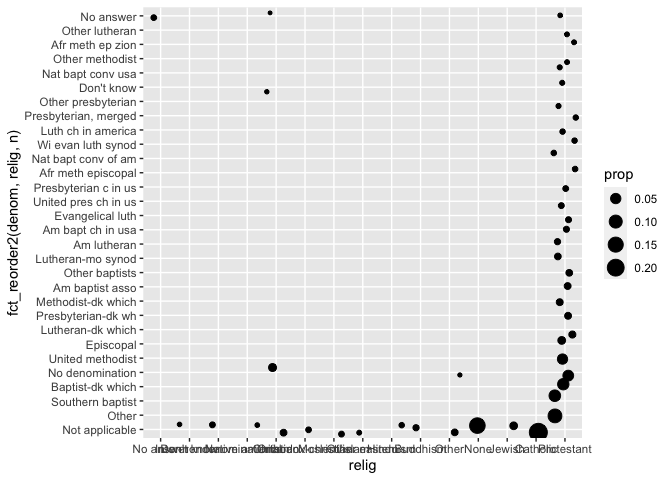 No answer
Other lutheran
Afr meth ep zion
Other methodist
Nat bapt conv usa
Don't know
Other presbyterian
Presbyterian, merged
Luth ch in america
Wi evan luth synod
Nat bapt conv of am
Afr meth episcopal
Presbyterian c in us
United pres ch in us
Evangelical luth
Am bapt ch in usa
Am lutheran
Lutheran-mo synod
Other baptists
Am baptist asso
Methodist-dk which
Presbyterian-dk wh
Lutheran-dk which
Episcopal
United methodist
No denomination
Baptist-dk which
Southern baptist
Other
Not applicable
fct_reorder2(denom, relig, n)
Buddhism Other None Jewish Catholic Protestant
relig
prop
0.05
0.10
0.15
0.20